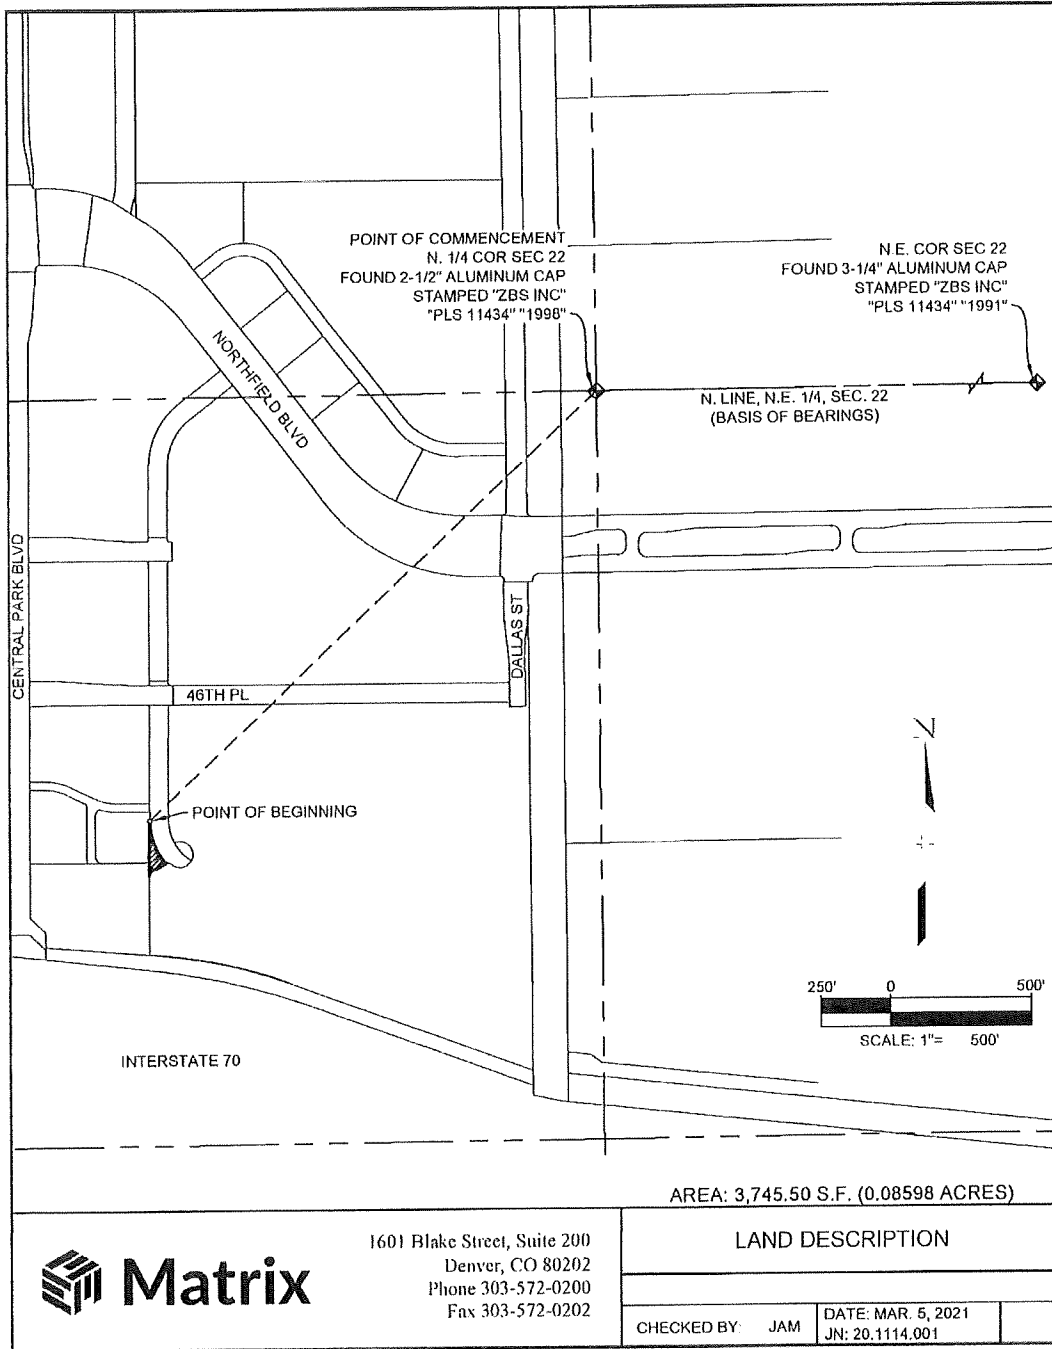 POINT OF COMMENCEMENT
N. 1/4 COR SEC 22
FOUND 2-1/2" ALUMINUM CAP
STAMPED "ZBS INC"
"PLS 11434" "1998"
N.E. COR SEC 22
FOUND 3-1/4" ALUMINUM CAP
STAMPED "ZBS INC"
"PLS 11434" "1991"
NORTHFIELD BLVD
N. LINE, N.E. 1/4, SEC. 22
(BASIS OF BEARINGS)
CENTRAL PARK BLVD
DALLAS ST
46TH PL
POINT OF BEGINNING
N
250' 0 500'
SCALE: 1"= 500'
INTERSTATE 70
AREA: 3,745.50 S.F. (0.08598 ACRES)
Matrix
1601 Blake Street, Suite 200
Denver, CO 80202
Phone 303-572-0200
Fax 303-572-0202
LAND DESCRIPTION
CHECKED BY: JAM
DATE: MAR. 5, 2021
JN: 20.1114.001